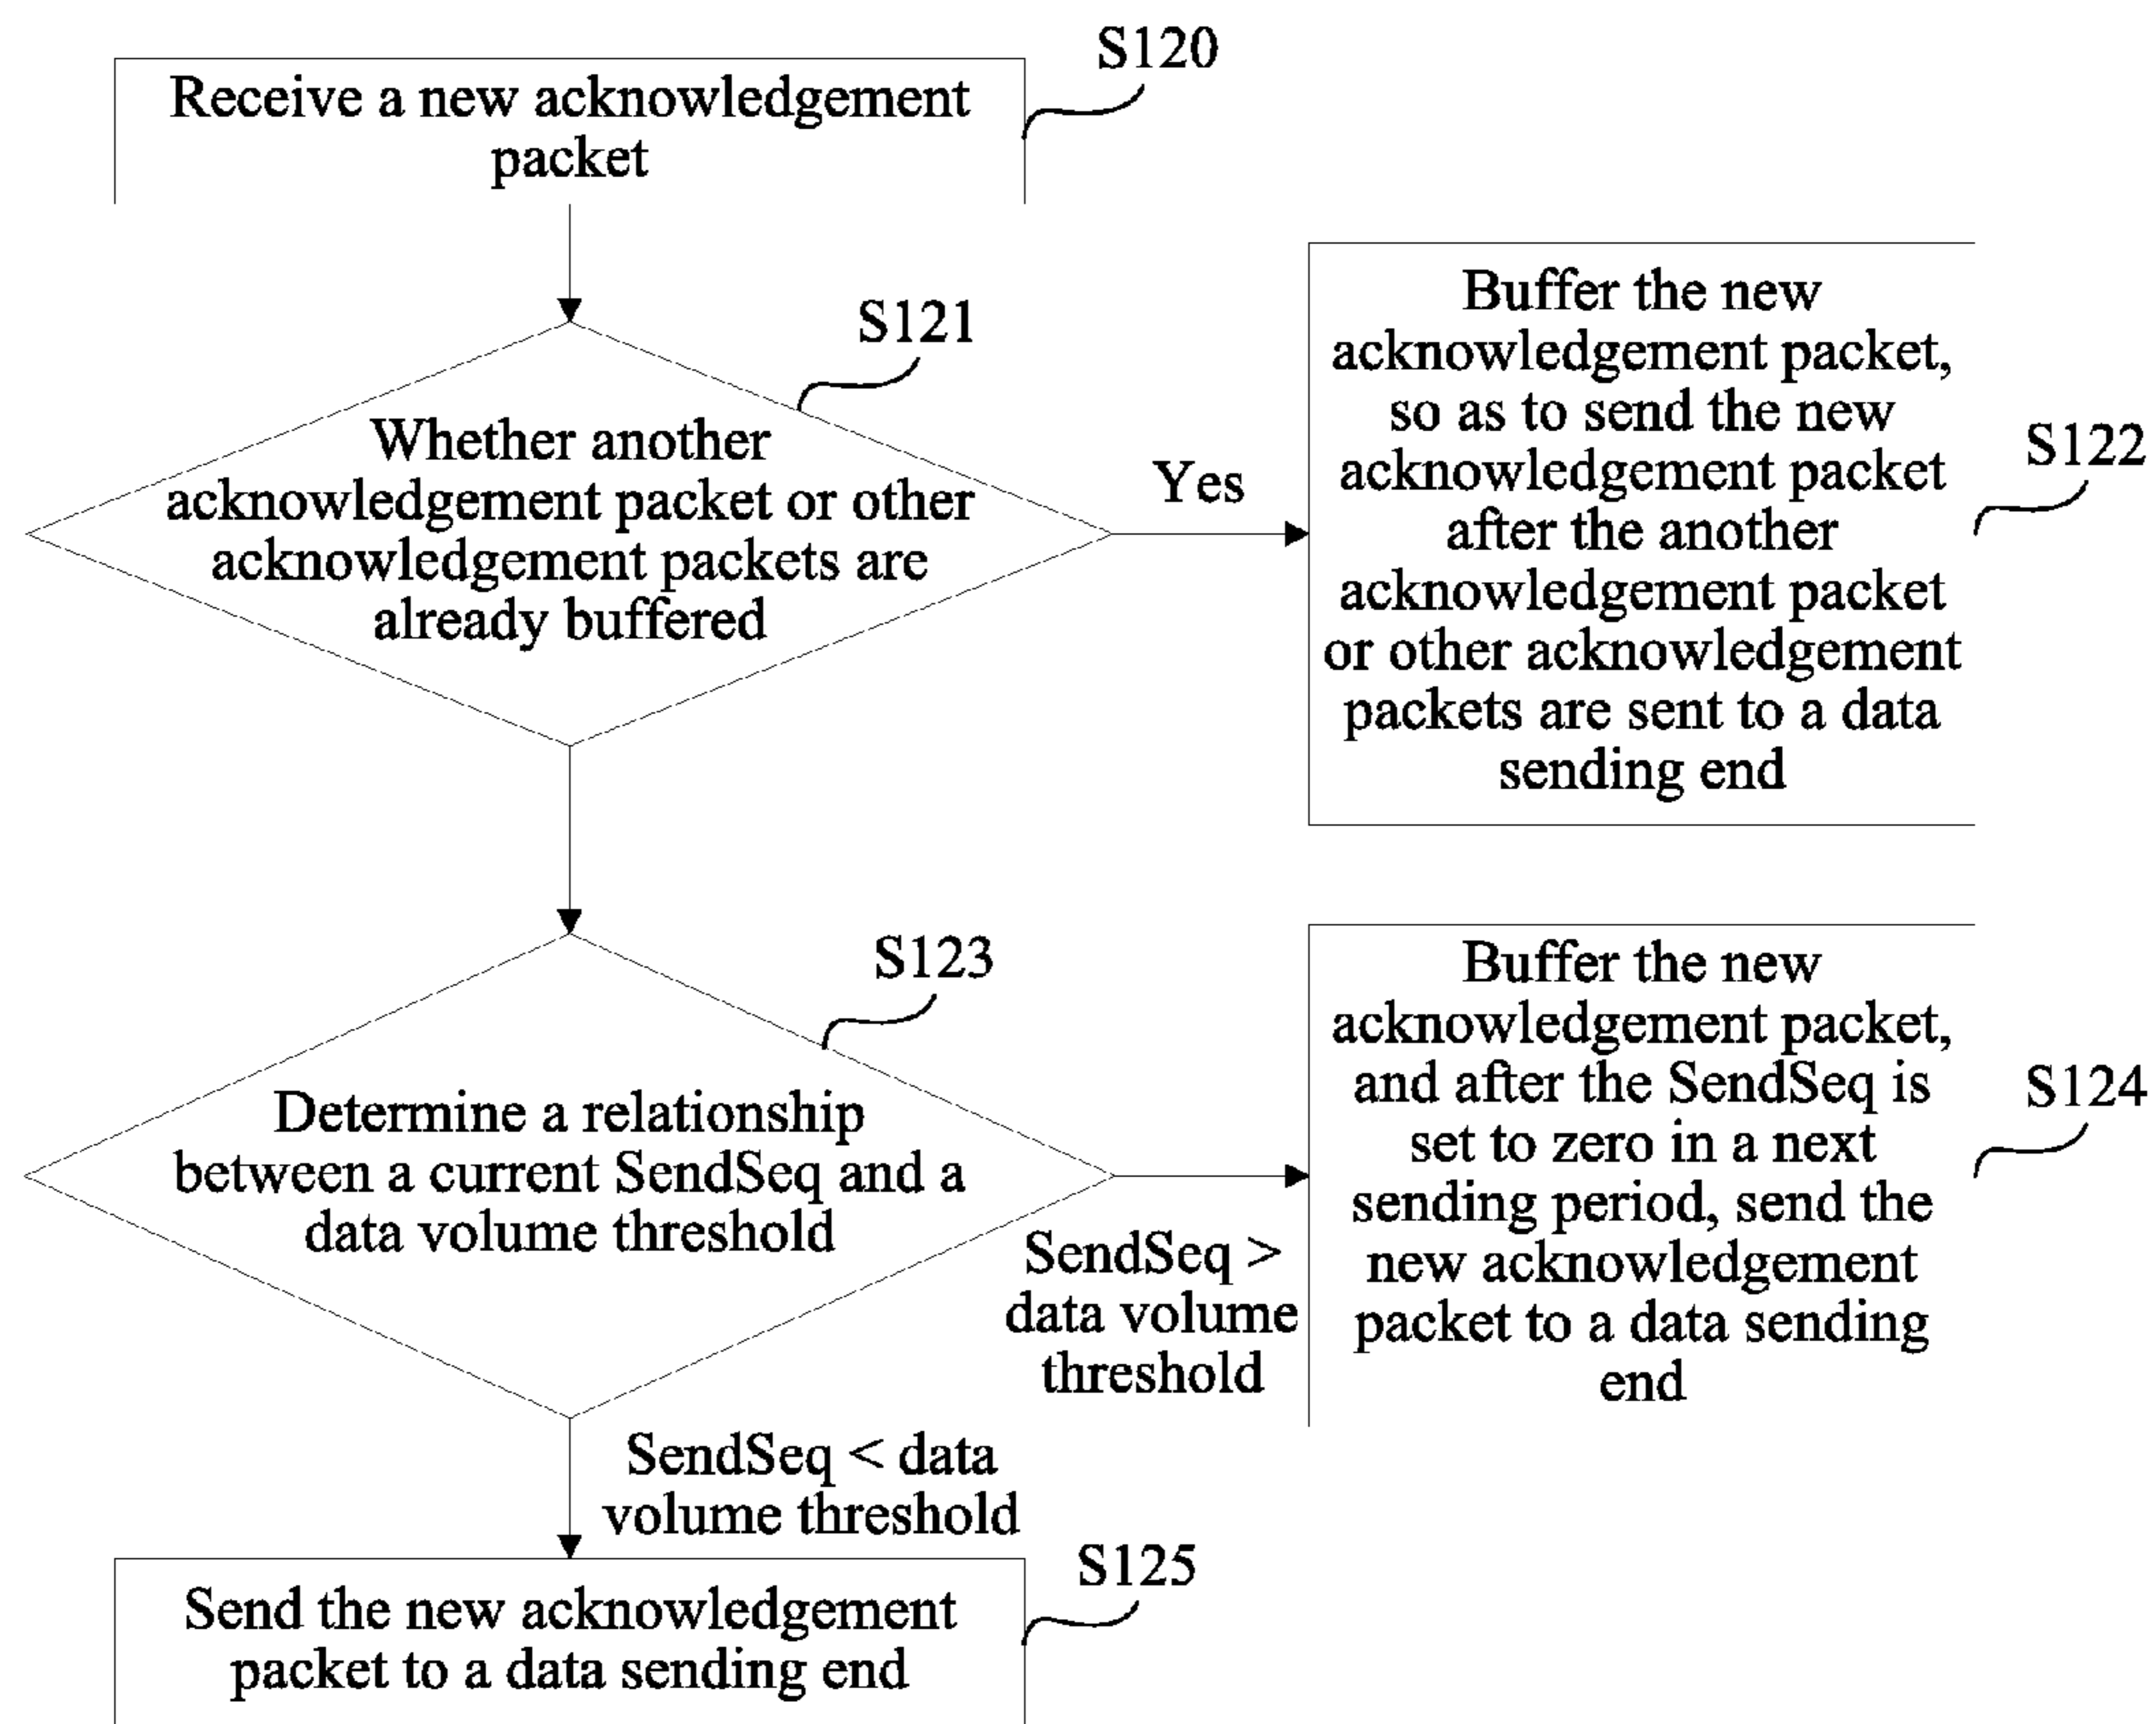 S120
Receive a new acknowledgement
packet
S121
Whether another
acknowledgement packet or other
acknowledgement packets are
already buffered
Yes
Buffer the new
acknowledgement packet,
so as to send the new
acknowledgement packet
after the another
acknowledgement packet
or other acknowledgement
packets are sent to a data
sending end
S122
S123
Determine a relationship
between a current SendSeq and a
data volume threshold
SendSeq >
data volume
threshold
Buffer the new
acknowledgement packet,
and after the SendSeq is
set to zero in a next
sending period, send the
new acknowledgement
packet to a data sending
end
S124
SendSeq < data
volume threshold
S125
Send the new acknowledgement
packet to a data sending end